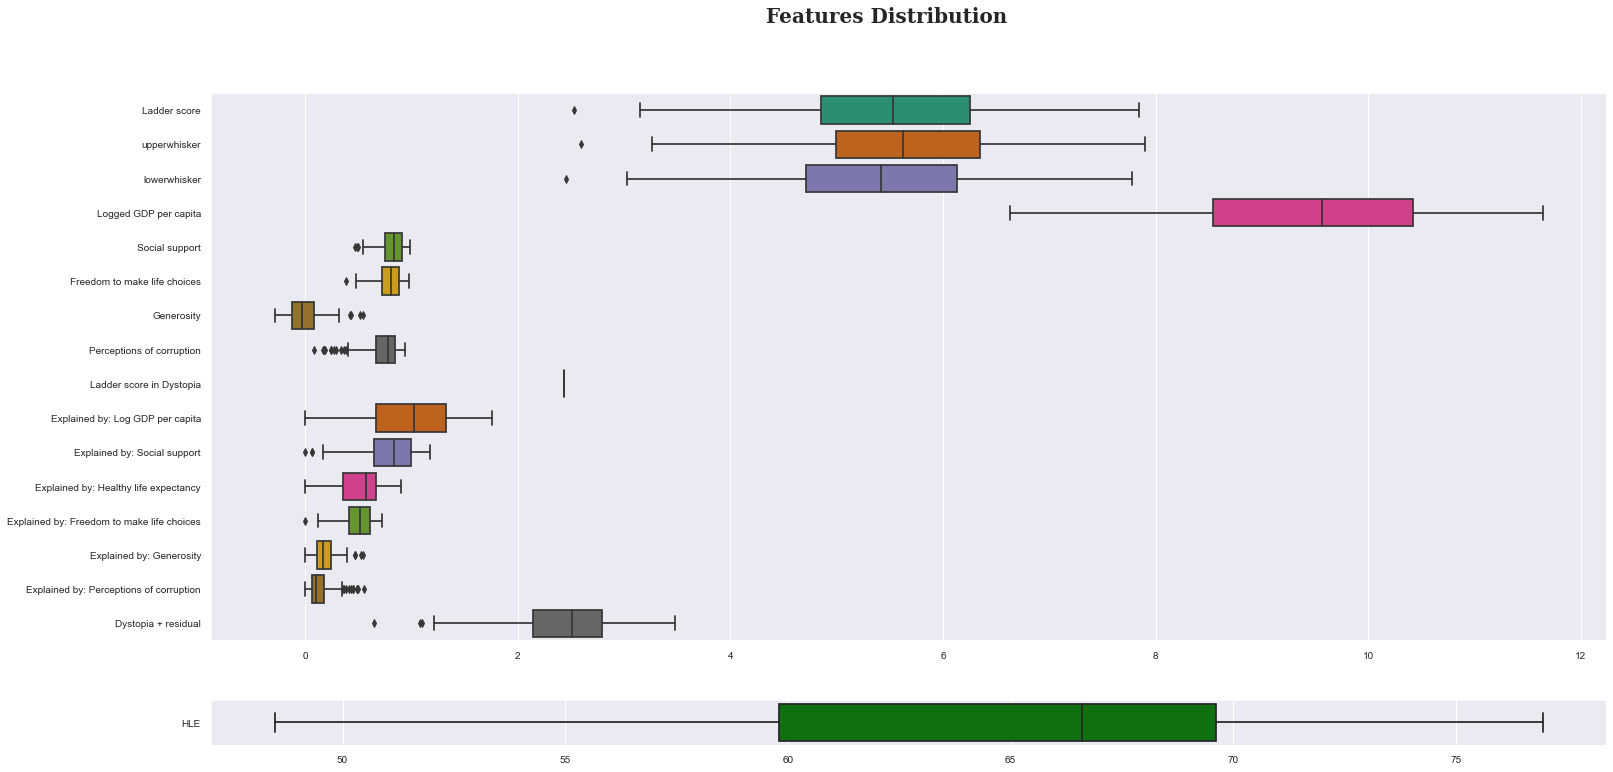 Features Distribution
Ladder score
upperwhisker
lowerwhisker
Logged GDP per capita
Social support
Freedom to make life choices
Generosity
Perceptions of corruption
Ladder score in Dystopia
Explained by: Log GDP per capita
Explained by: Social support
Explained by: Healthy life expectancy
Explained by: Freedom to make life choices
Explained by: Generosity
Explained by: Perceptions of corruption
Dystopia + residual
0 2 4 6 8 10 12
HLE
50 55 60 65 70 75